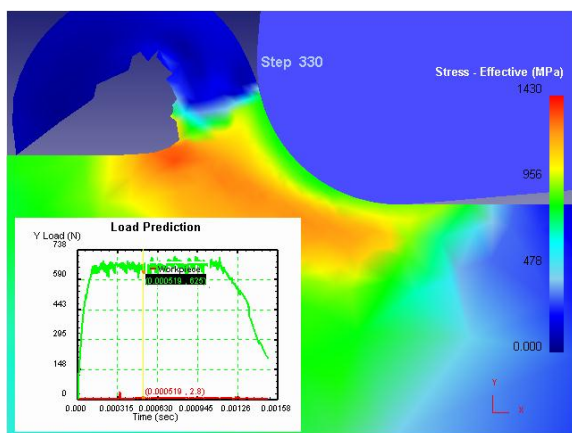 Step 330
Stress - Effective (MPa)
1430
956
478
0.000
Load Prediction
Y Load (N)
738
590
443
295
148
0
Workpiece
(0.000519 , 625)
(0.000519 , 2.8)
0.000
0.000315
0.000630
0.000945
0.00126
0.00158
Time (sec)
Y
X